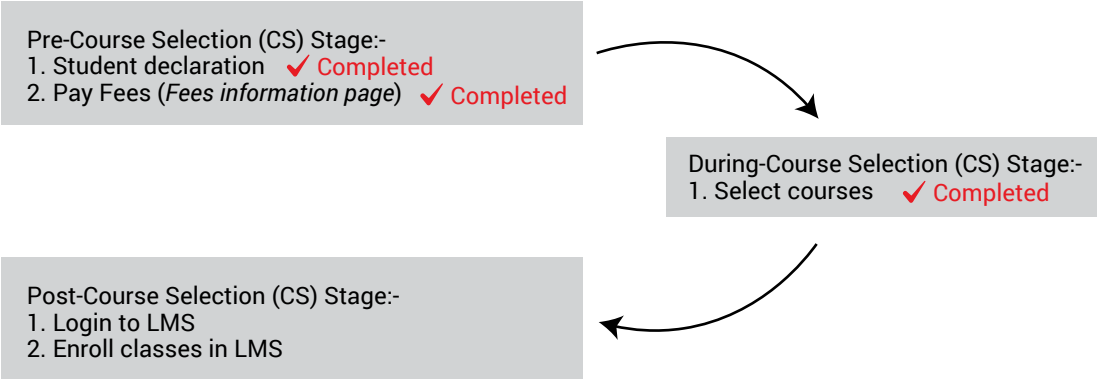 Pre-Course Selection (CS) Stage:-
1. Student declaration ✓ Completed
2. Pay Fees (Fees information page) ✓ Completed
During-Course Selection (CS) Stage:-
1. Select courses ✓ Completed
Post-Course Selection (CS) Stage:-
1. Login to LMS
2. Enroll classes in LMS